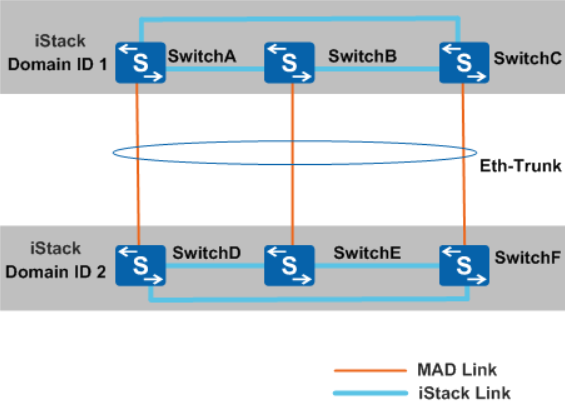 iStack
Domain ID 1
SwitchA
SwitchB
SwitchC
S
S
S
Eth-Trunk
iStack
Domain ID 2
SwitchD
SwitchE
SwitchF
S
S
S
MAD Link
iStack Link